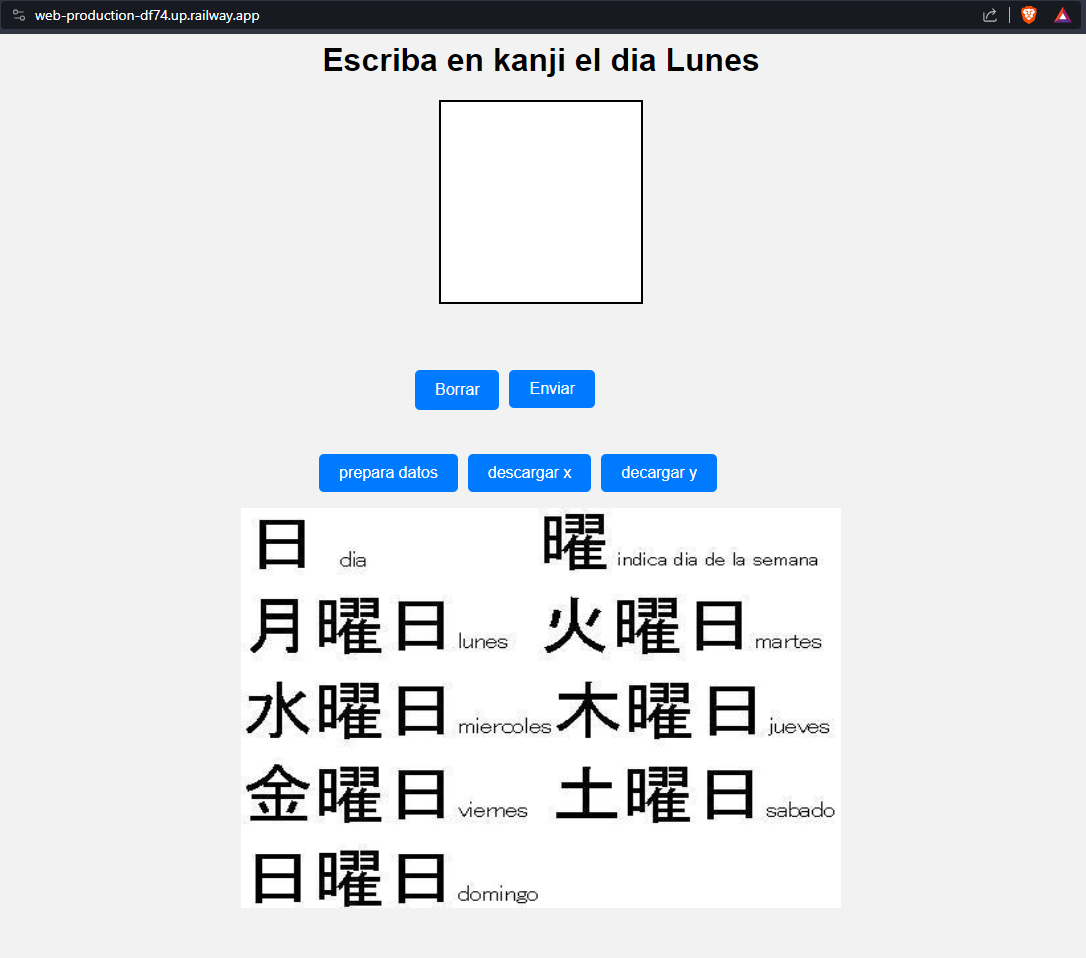 web-production-df74.up.railway.app
Escriba en kanji el dia Lunes
Borrar Enviar
prepara datos descargar x decargar y
日 dia 曜 indica dia de la semana
月曜日 lunes 火曜日 martes
水曜日 miercoles 木曜日 jueves
金曜日 viernes 土曜日 sabado
日曜日 domingo